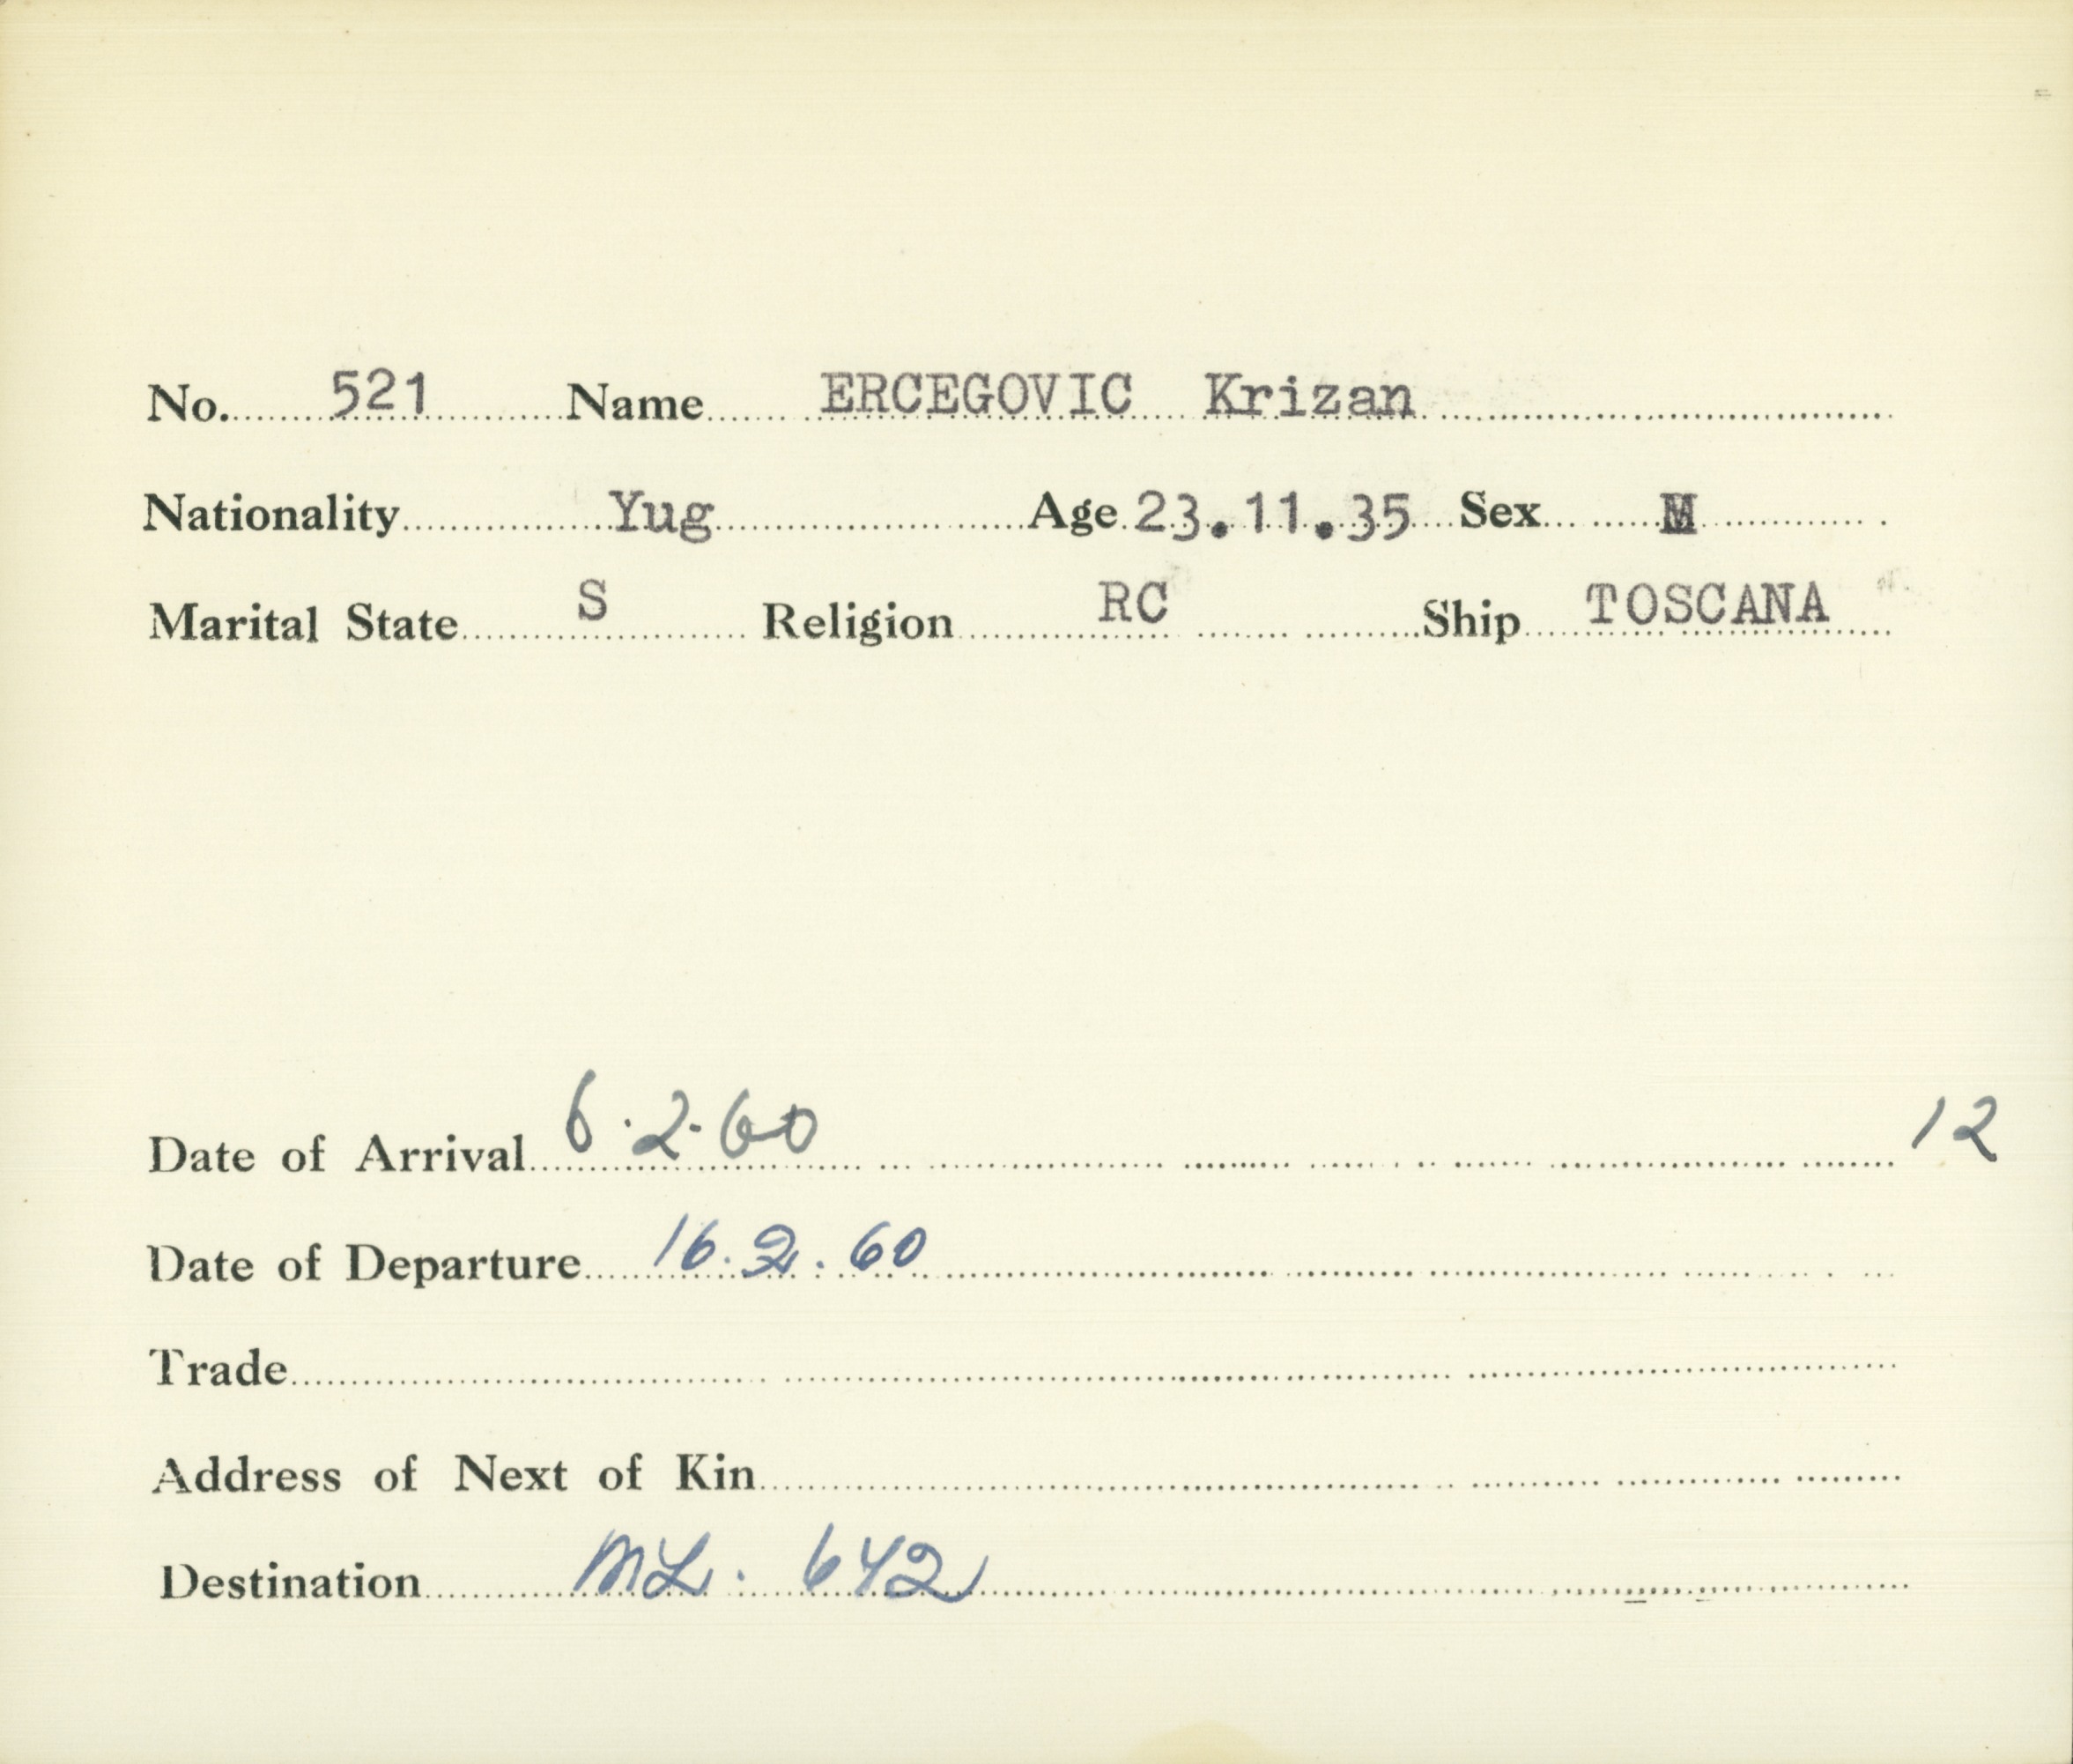 No. 521 Name ERCEGOVIC Krizan
Nationality Yug Age 23.11.35 Sex M
Marital State S Religion RC Ship TOSCANA
Date of Arrival 6.2.60 12
Date of Departure 16.2.60
Trade
Address of Next of Kin
Destination ML. 642